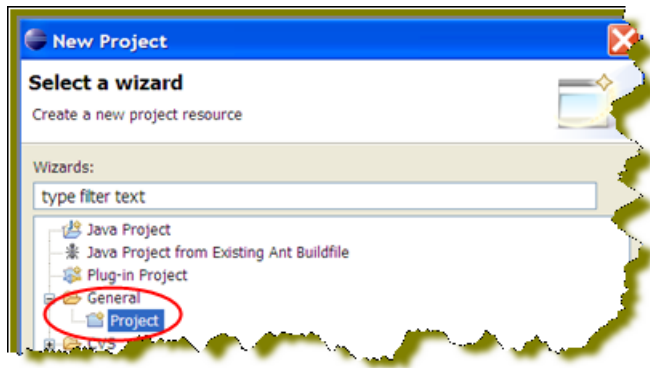 New Project
Select a wizard
Create a new project resource
Wizards:
type filter text
Java Project
Java Project from Existing Ant Buildfile
Plug-in Project
General
Project
CVS